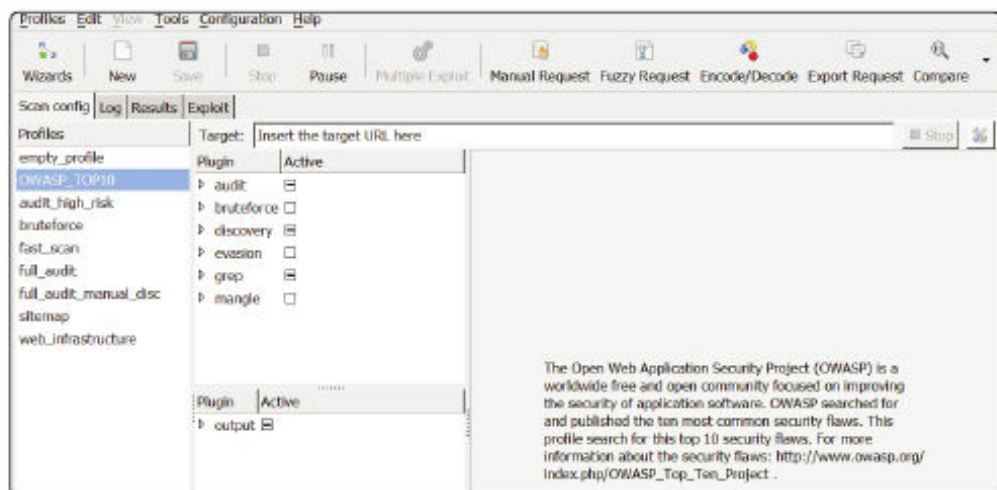 Profiles Edit View Tools Configuration Help
Wizards New Save Stop Pause Multiple Exploit Manual Request Fuzzy Request Encode/Decode Export Request Compare
Scan config Log Results Exploit
Profiles
empty_profile
OWASP_TOP10
audit_high_risk
bruteforce
fast_scan
full_audit
full_audit_manual_disc
sitemap
web_infrastructure
Target: Insert the target URL here Stop
Plugin Active
audit
bruteforce
discovery
evasion
grep
mangle
Plugin Active
output
The Open Web Application Security Project (OWASP) is a
worldwide free and open community focused on improving
the security of application software. OWASP searched for
and published the ten most common security flaws. This
profile search for this top 10 security flaws. For more
information about the security flaws: http://www.owasp.org/
index.php/OWASP_Top_Ten_Project .